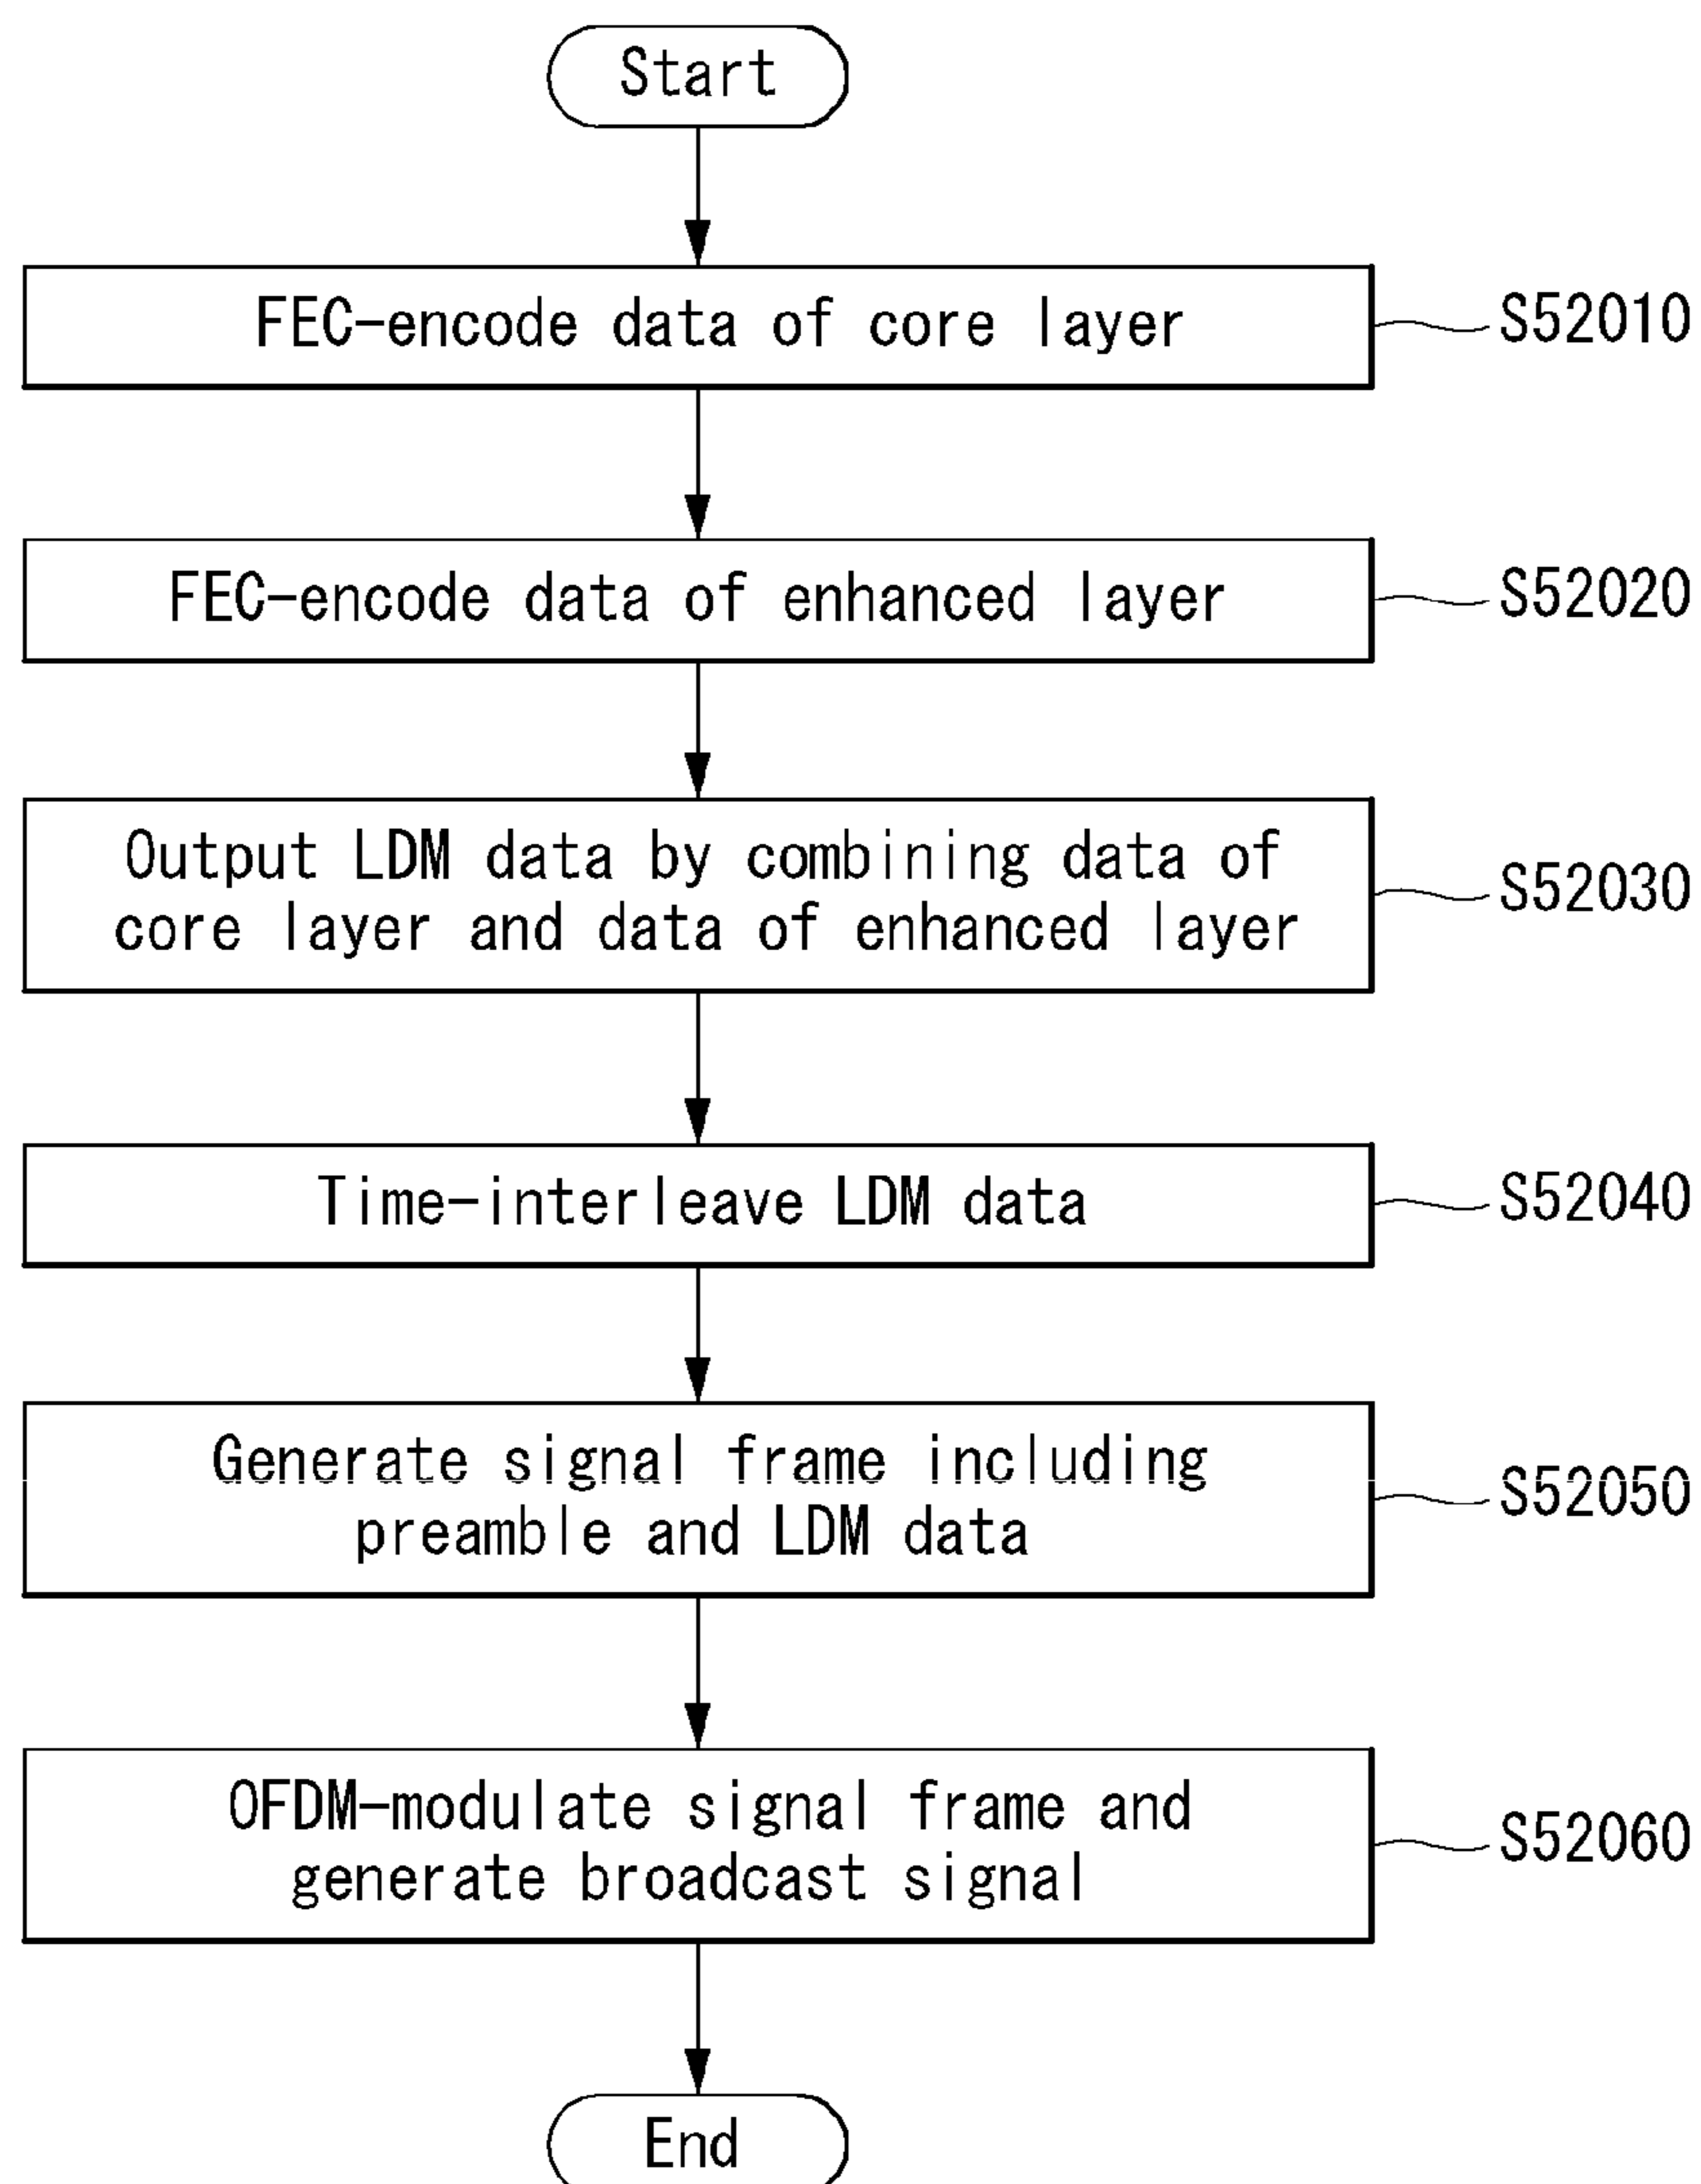 Start
FEC-encode data of core layer
S52010
FEC-encode data of enhanced layer
S52020
Output LDM data by combining data of
core layer and data of enhanced layer
S52030
Time-interleave LDM data
S52040
Generate signal frame including
preamble and LDM data
S52050
OFDM-modulate signal frame and
generate broadcast signal
S52060
End